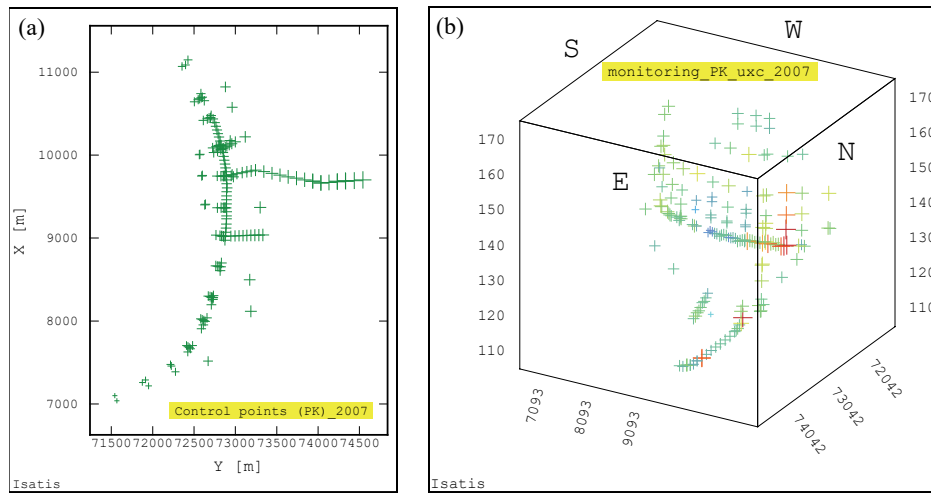 (a)
11000
10000
9000
8000
7000
X [m]
Control points (PK)_2007
71500 72000 72500 73000 73500 74000 74500
Y [m]
Isatis
(b)
S
W
monitoring_PK_uxc_2007
E
N
170
160
150
140
130
120
110
170
160
150
140
130
120
110
7093
8093
9093
74042
73042
72042
Isatis